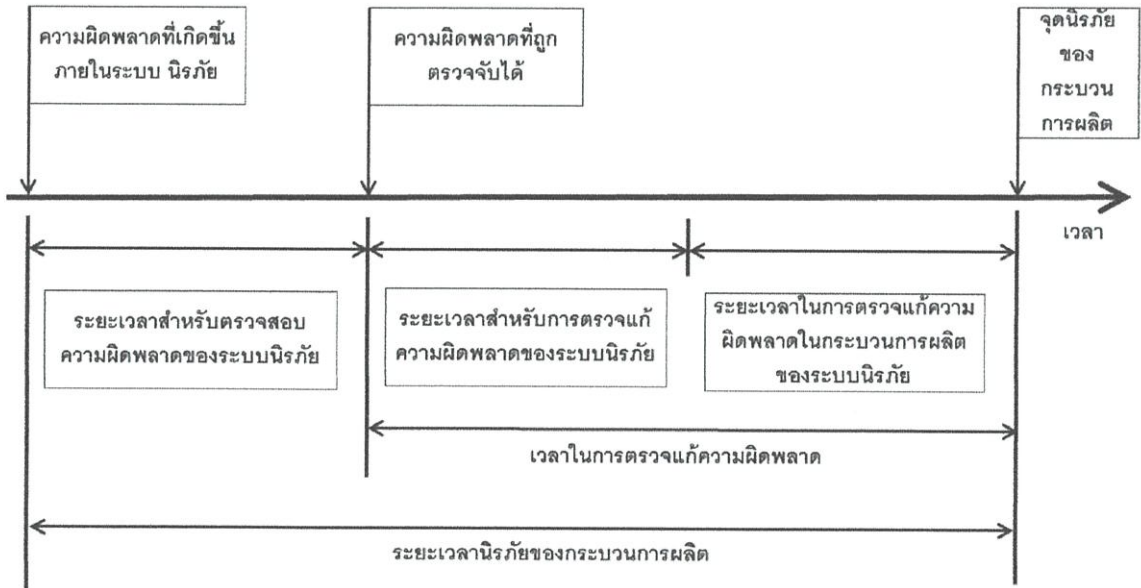 ความผิดพลาดที่เกิดขึ้น
ภายในระบบ นิรภัย
ความผิดพลาดที่ถูก
ตรวจจับได้
จุดนิรภัย
ของ
กระบวน
การผลิต
เวลา
ระยะเวลาสำหรับตรวจสอบ
ความผิดพลาดของระบบนิรภัย
ระยะเวลาสำหรับการตรวจแก้
ความผิดพลาดของระบบนิรภัย
ระยะเวลาในการตรวจแก้ความ
ผิดพลาดในกระบวนการผลิต
ของระบบนิรภัย
เวลาในการตรวจแก้ความผิดพลาด
ระยะเวลานิรภัยของกระบวนการผลิต